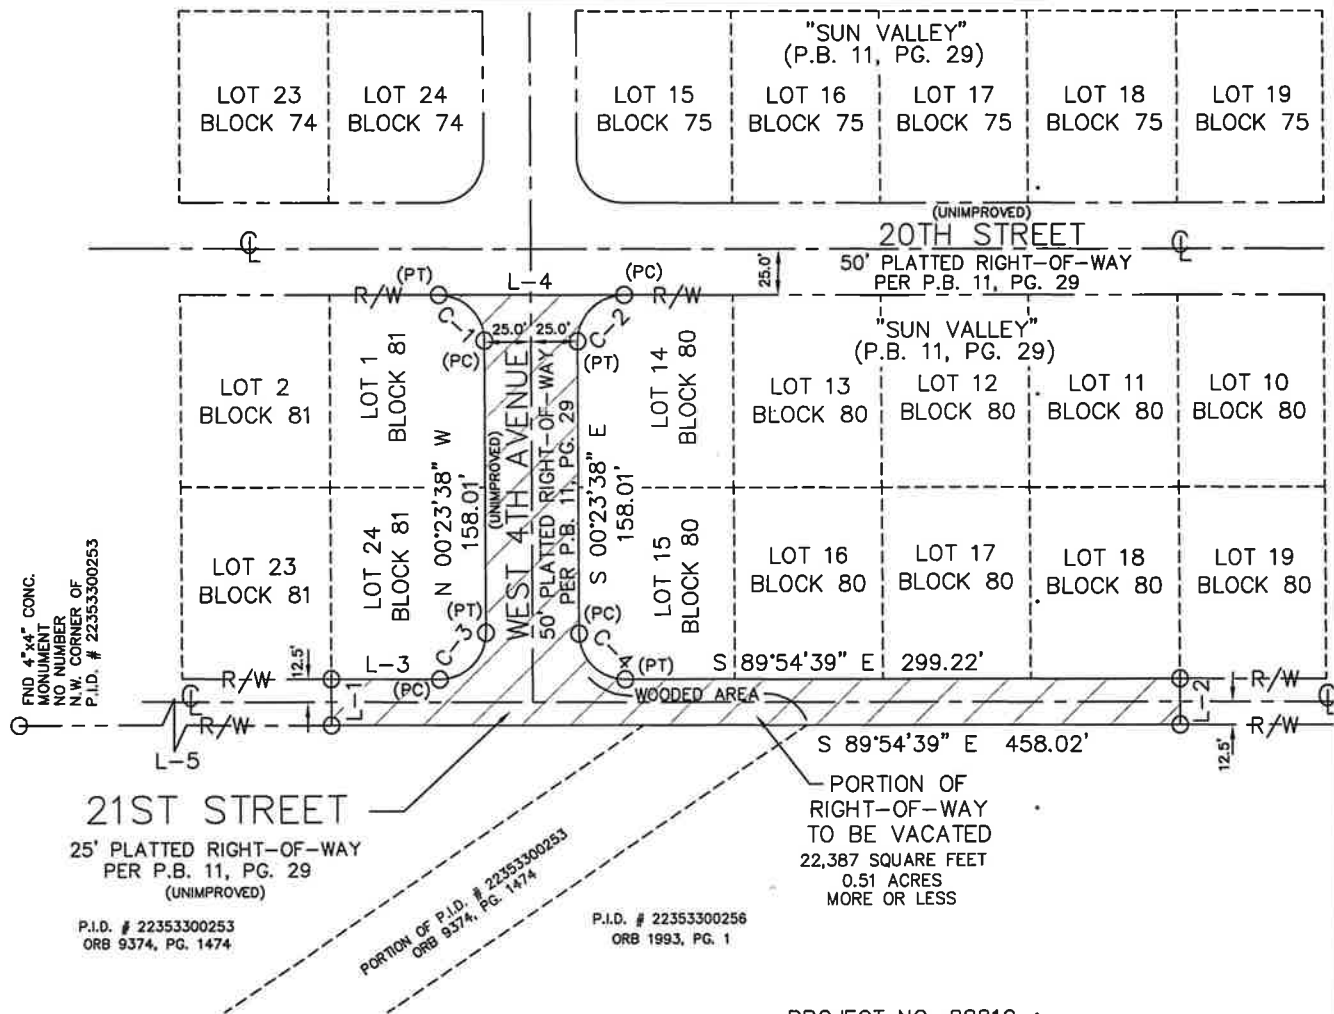 "SUN VALLEY"
(P.B. 11, PG. 29)
LOT 23
BLOCK 74
LOT 24
BLOCK 74
LOT 15
BLOCK 75
LOT 16
BLOCK 75
LOT 17
BLOCK 75
LOT 18
BLOCK 75
LOT 19
BLOCK 75
(UNIMPROVED)
20TH STREET
50' PLATTED RIGHT-OF-WAY
PER P.B. 11, PG. 29
25.0'
CL
CL
R/W
(PT)
L-4
(PC)
R/W
C-1
(PC)
25.0'
25.0'
C-2
(PT)
"SUN VALLEY"
(P.B. 11, PG. 29)
LOT 2
BLOCK 81
LOT 1
BLOCK 81
LOT 14
BLOCK 80
LOT 13
BLOCK 80
LOT 12
BLOCK 80
LOT 11
BLOCK 80
LOT 10
BLOCK 80
N 00°23'38" W
158.01'
(UNIMPROVED)
WEST 4TH AVENUE
50' PLATTED RIGHT-OF-WAY
PER P.B. 11, PG. 29
S 00°23'38" E
158.01'
LOT 23
BLOCK 81
LOT 24
BLOCK 81
LOT 15
BLOCK 80
LOT 16
BLOCK 80
LOT 17
BLOCK 80
LOT 18
BLOCK 80
LOT 19
BLOCK 80
FND 4"x4" CONC.
MONUMENT
NO NUMBER
N.W. CORNER OF
P.I.D. # 22353300253
(PT)
C-3
(PC)
(PC)
C-4
(PT)
S 89°54'39" E 299.22'
12.5'
R/W
L-3
L-1
WOODED AREA
L-2
R/W
CL
R/W
L-5
R/W
12.5'
S 89°54'39" E 458.02'
21ST STREET
25' PLATTED RIGHT-OF-WAY
PER P.B. 11, PG. 29
(UNIMPROVED)
PORTION OF
RIGHT-OF-WAY
TO BE VACATED
22,387 SQUARE FEET
0.51 ACRES
MORE OR LESS
P.I.D. # 22353300253
ORB 9374, PG. 1474
PORTION OF P.I.D. # 22353300253
ORB 9374, PG. 1474
P.I.D. # 22353300256
ORB 1993, PG. 1